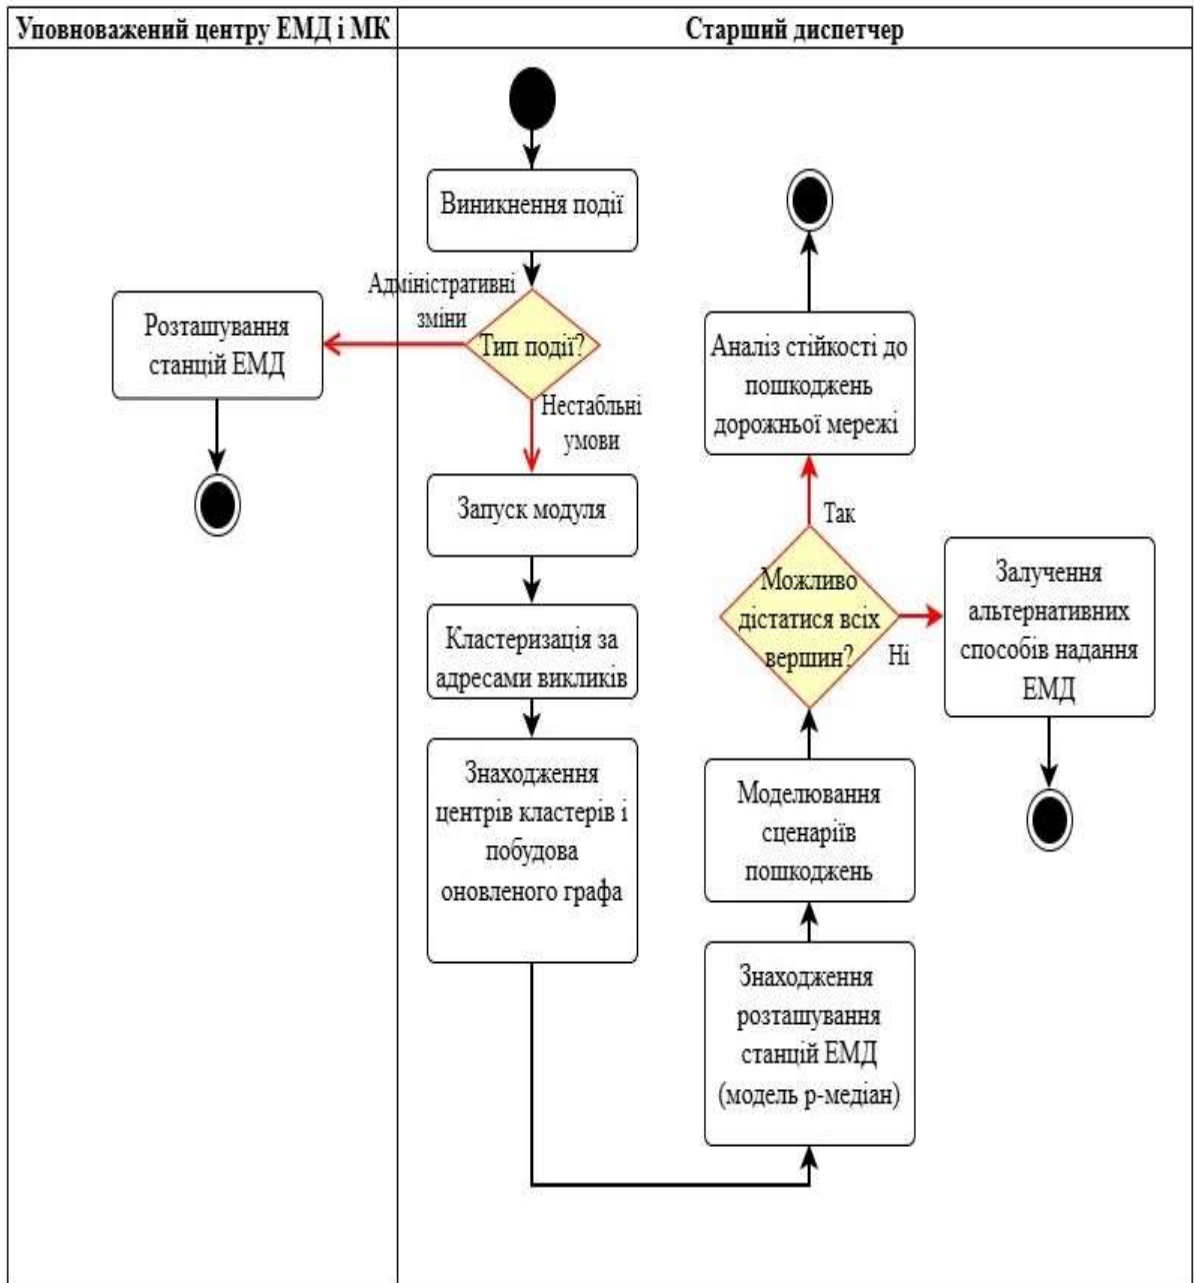 Уповноважений центру ЕМД і МК
Старший диспетчер
Виникнення події
Адміністративні
зміни
Тип події?
Розташування
станцій ЕМД
Нестабльні
умови
Запуск модуля
Кластеризація за
адресами викликів
Знаходження
центрів кластерів і
побудова
оновленого графа
Аналіз стійкості до
пошкоджень
дорожньої мережі
Так
Можливо
дістатися всіх
вершин?
Ні
Залучення
альтернативних
способів надання
ЕМД
Моделювання
сценаріїв
пошкоджень
Знаходження
розташування
станцій ЕМД
(модель p-медіан)